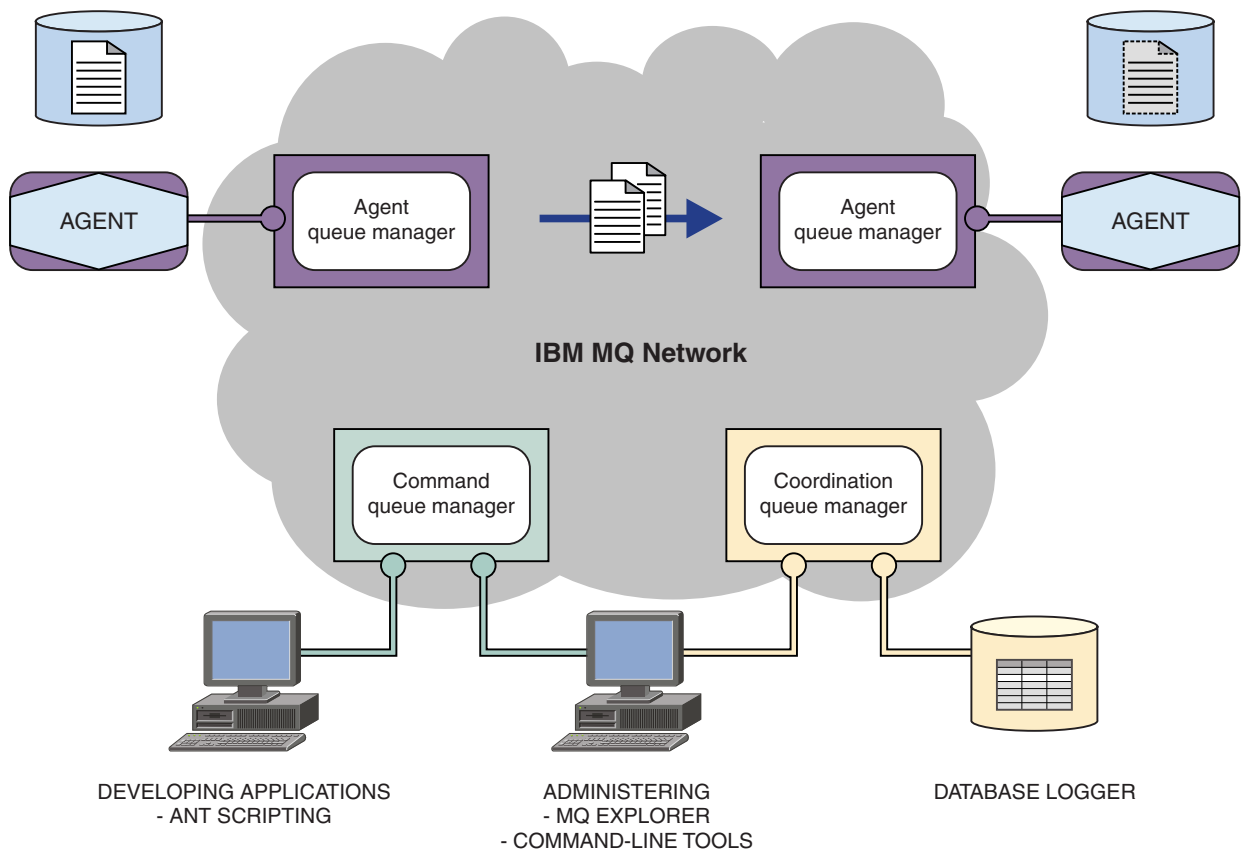 AGENT
Agent
queue manager
Agent
queue manager
AGENT
IBM MQ Network
Command
queue manager
Coordination
queue manager
DEVELOPING APPLICATIONS
- ANT SCRIPTING
ADMINISTERING
- MQ EXPLORER
- COMMAND-LINE TOOLS
DATABASE LOGGER